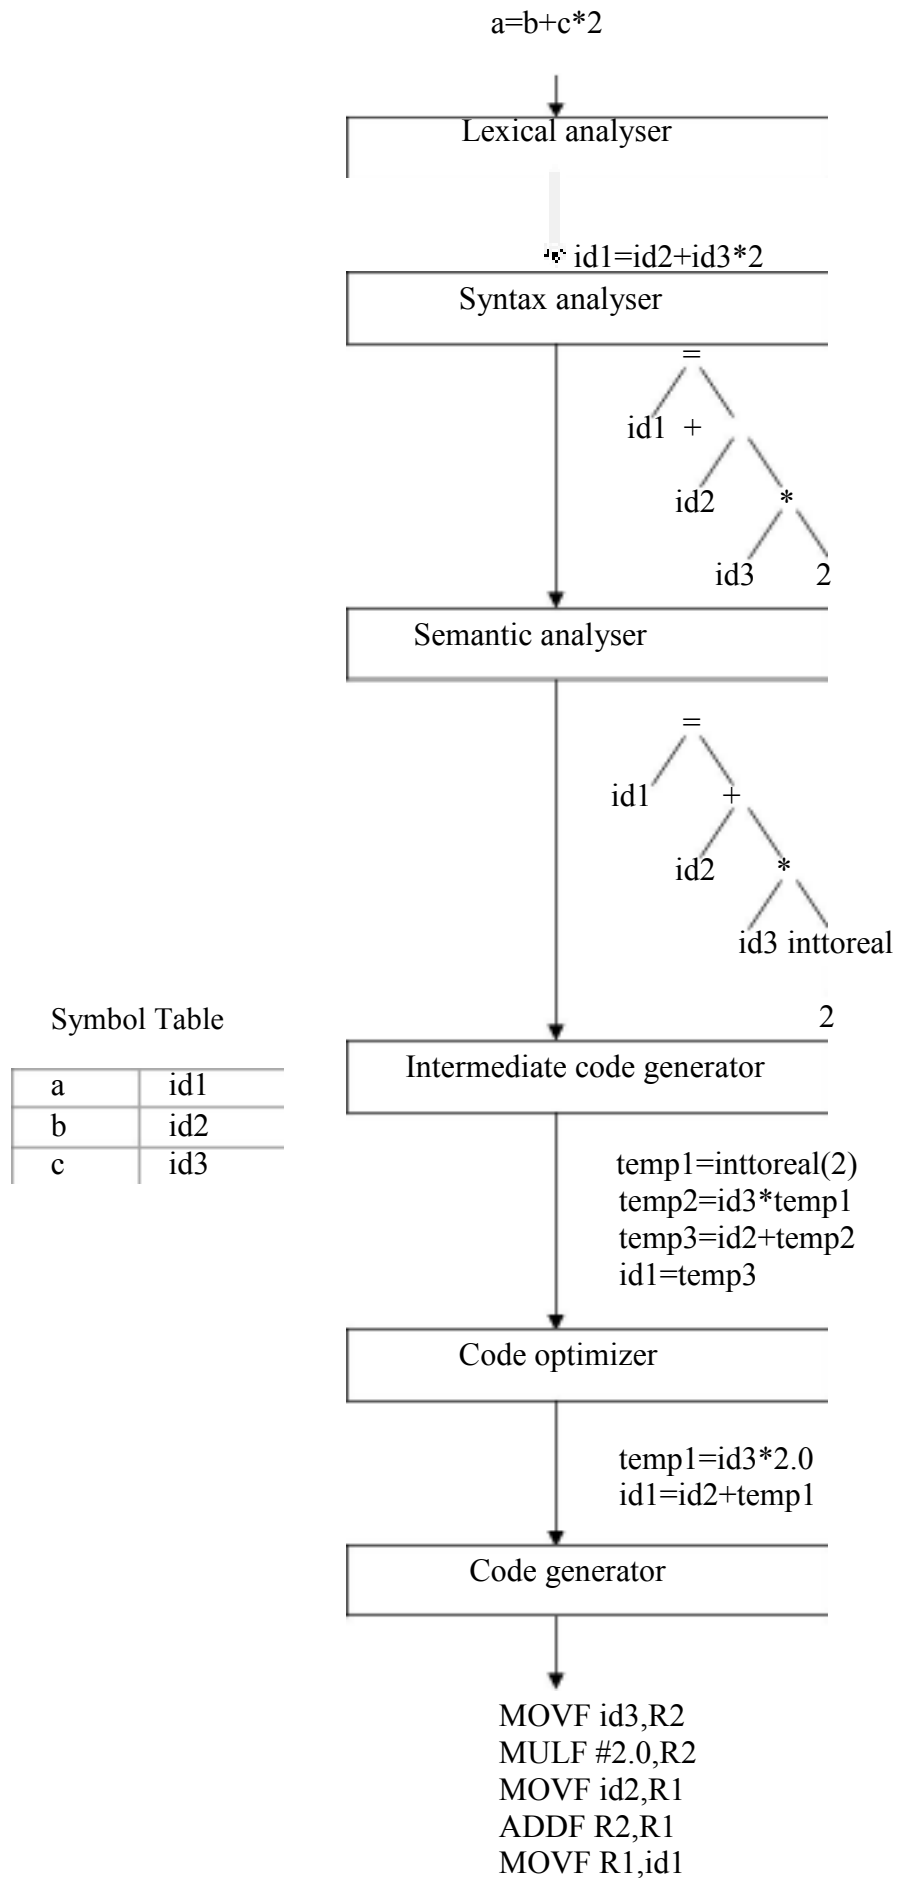 a=b+c*2
Lexical analyser
id1=id2+id3*2
Syntax analyser
=
id1 +
id2 *
id3 2
Semantic analyser
=
id1 +
id2 *
id3 inttoreal
2
Symbol Table
a id1
b id2
c id3
Intermediate code generator
temp1=inttoreal(2)
temp2=id3*temp1
temp3=id2+temp2
id1=temp3
Code optimizer
temp1=id3*2.0
id1=id2+temp1
Code generator
MOVF id3,R2
MULF #2.0,R2
MOVF id2,R1
ADDF R2,R1
MOVF R1,id1